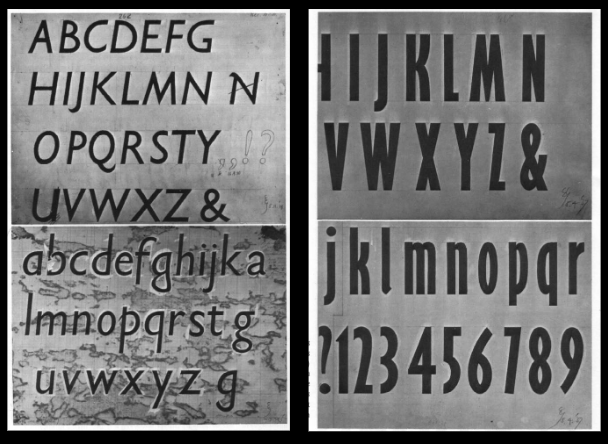 ABCDEFG
HIJKLMN N
OPQRSTY ,,;!?
UVWXZ &
abcdefghijka
lmnopqrst g
uvwxyz g
HIJKLMN
VWXYZ&
jklmnopqr
?123456789